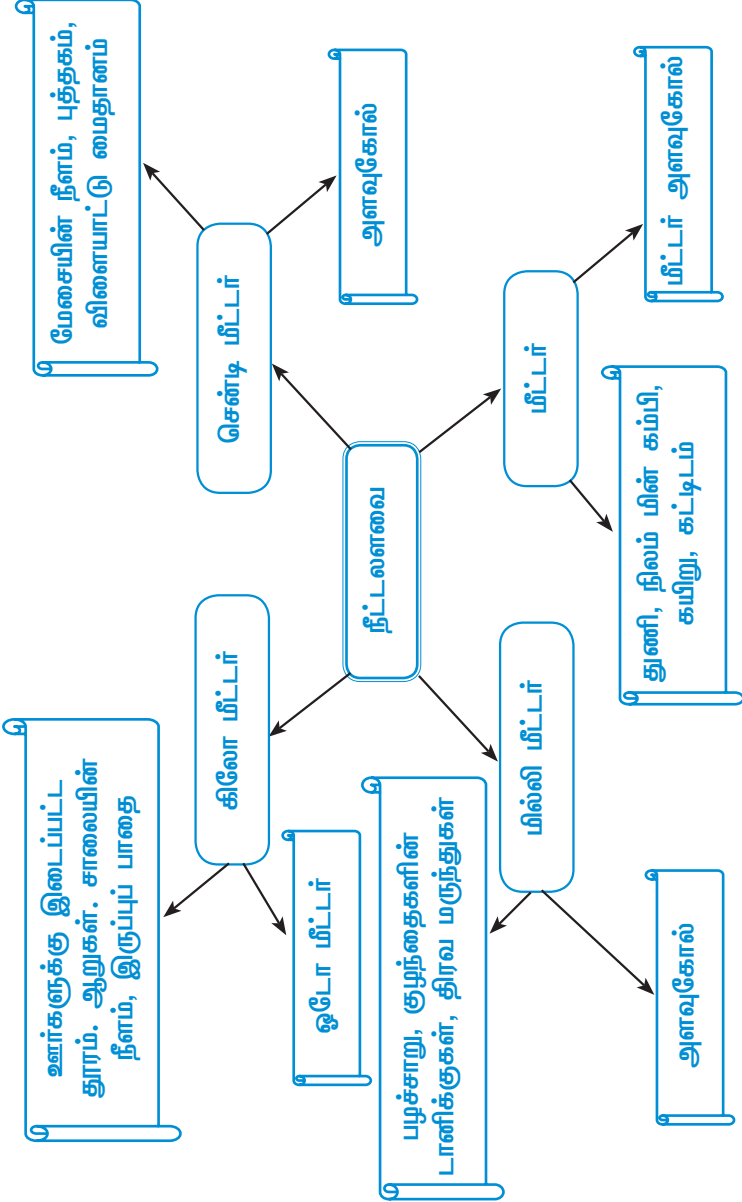 ஊர்களுக்கு இடைப்பட்ட
தூரம். ஆறுகள். சாலையின்
நீளம், இருப்புப் பாதை
மேசையின் நீளம், புத்தகம்,
விளையாட்டு மைதானம்
கிலோ மீட்டர்
சென்டி மீட்டர்
ஓடோ மீட்டர்
அளவுகோல்
நீட்டலளவை
பழச்சாறு, குழந்தைகளின்
டானிக்குகள், திரவ மருந்துகள்
மில்லி மீட்டர்
மீட்டர்
துணி, நிலம் மின் கம்பி,
கயிறு, கட்டிடம்
அளவுகோல்
மீட்டர் அளவுகோல்